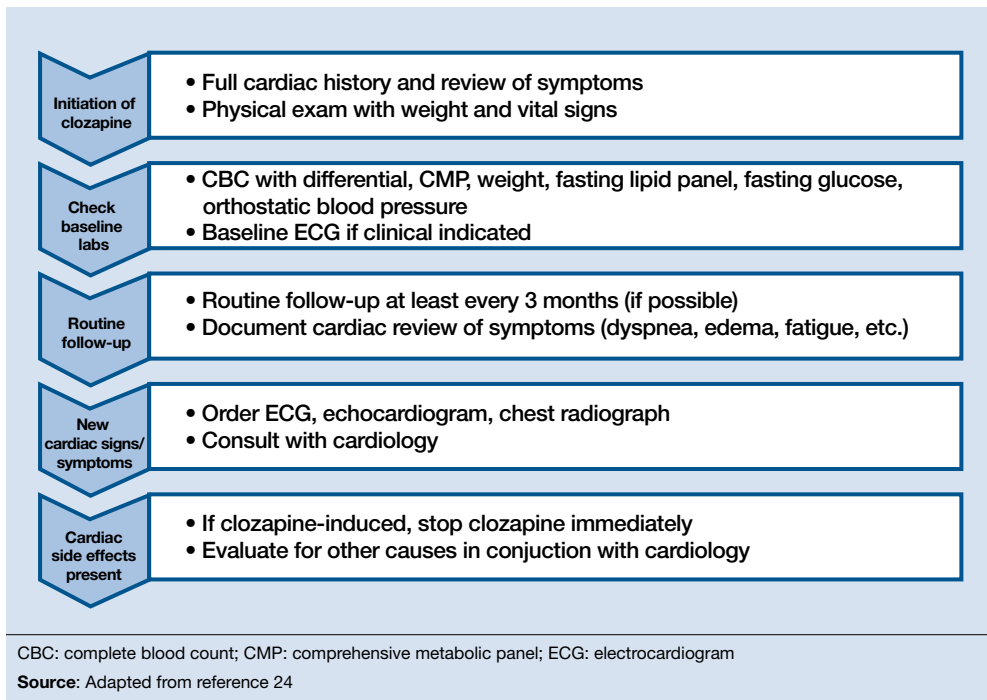 Initiation of
clozapine
• Full cardiac history and review of symptoms
• Physical exam with weight and vital signs
Check
baseline
labs
• CBC with differential, CMP, weight, fasting lipid panel, fasting glucose,
orthostatic blood pressure
• Baseline ECG if clinical indicated
Routine
follow-up
• Routine follow-up at least every 3 months (if possible)
• Document cardiac review of symptoms (dyspnea, edema, fatigue, etc.)
New
cardiac signs/
symptoms
• Order ECG, echocardiogram, chest radiograph
• Consult with cardiology
Cardiac
side effects
present
• If clozapine-induced, stop clozapine immediately
• Evaluate for other causes in conjuction with cardiology
CBC: complete blood count; CMP: comprehensive metabolic panel; ECG: electrocardiogram
Source: Adapted from reference 24